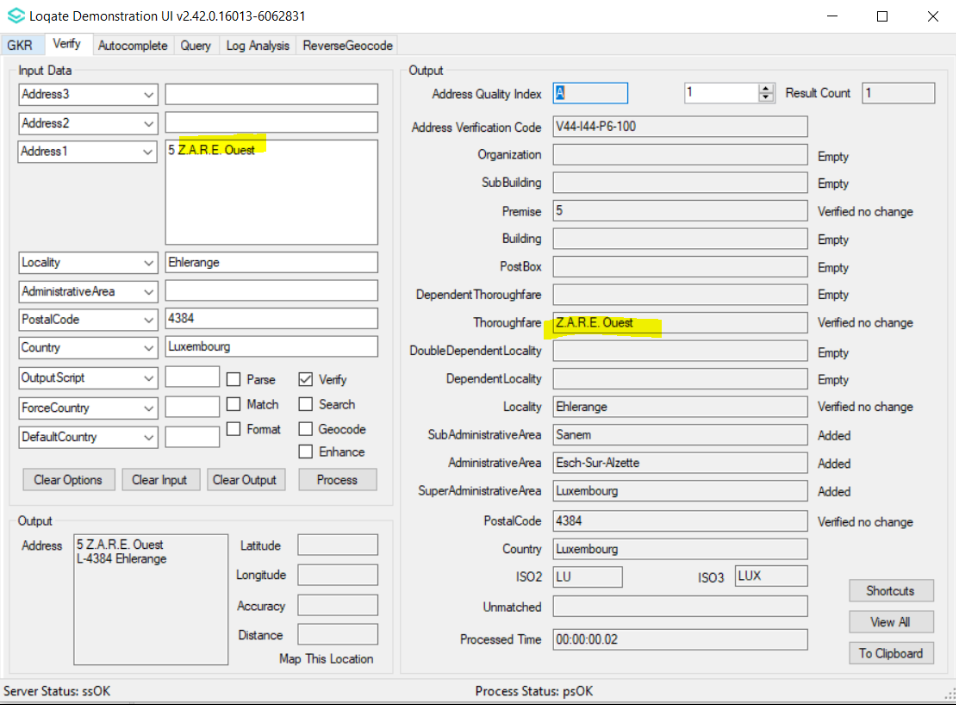 Loqate Demonstration UI v2.42.0.16013-6062831
GKR Verify Autocomplete Query Log Analysis ReverseGeocode
Input Data
Address3
Address2
Address1 5 Z.A.R.E. Ouest
Locality Ehlerange
AdministrativeArea
PostalCode 4384
Country Luxembourg
OutputScript Parse Verify
ForceCountry Match Search
DefaultCountry Format Geocode
Enhance
Clear Options Clear Input Clear Output Process
Output
Address 5 Z.A.R.E. Ouest
L-4384 Ehlerange
Latitude
Longitude
Accuracy
Distance
Map This Location
Output
Address Quality Index A 1 Result Count 1
Address Verification Code V44-I44-P6-100
Organization Empty
SubBuilding Empty
Premise 5 Verified no change
Building Empty
PostBox Empty
DependentThoroughfare Empty
Thoroughfare Z.A.R.E. Ouest Verified no change
DoubleDependentLocality Empty
DependentLocality Empty
Locality Ehlerange Verified no change
SubAdministrativeArea Sanem Added
AdministrativeArea Esch-Sur-Alzette Added
SuperAdministrativeArea Luxembourg Added
PostalCode 4384 Verified no change
Country Luxembourg
ISO2 LU ISO3 LUX
Unmatched
Processed Time 00:00:00.02
Shortcuts
View All
To Clipboard
Server Status: ssOK Process Status: psOK